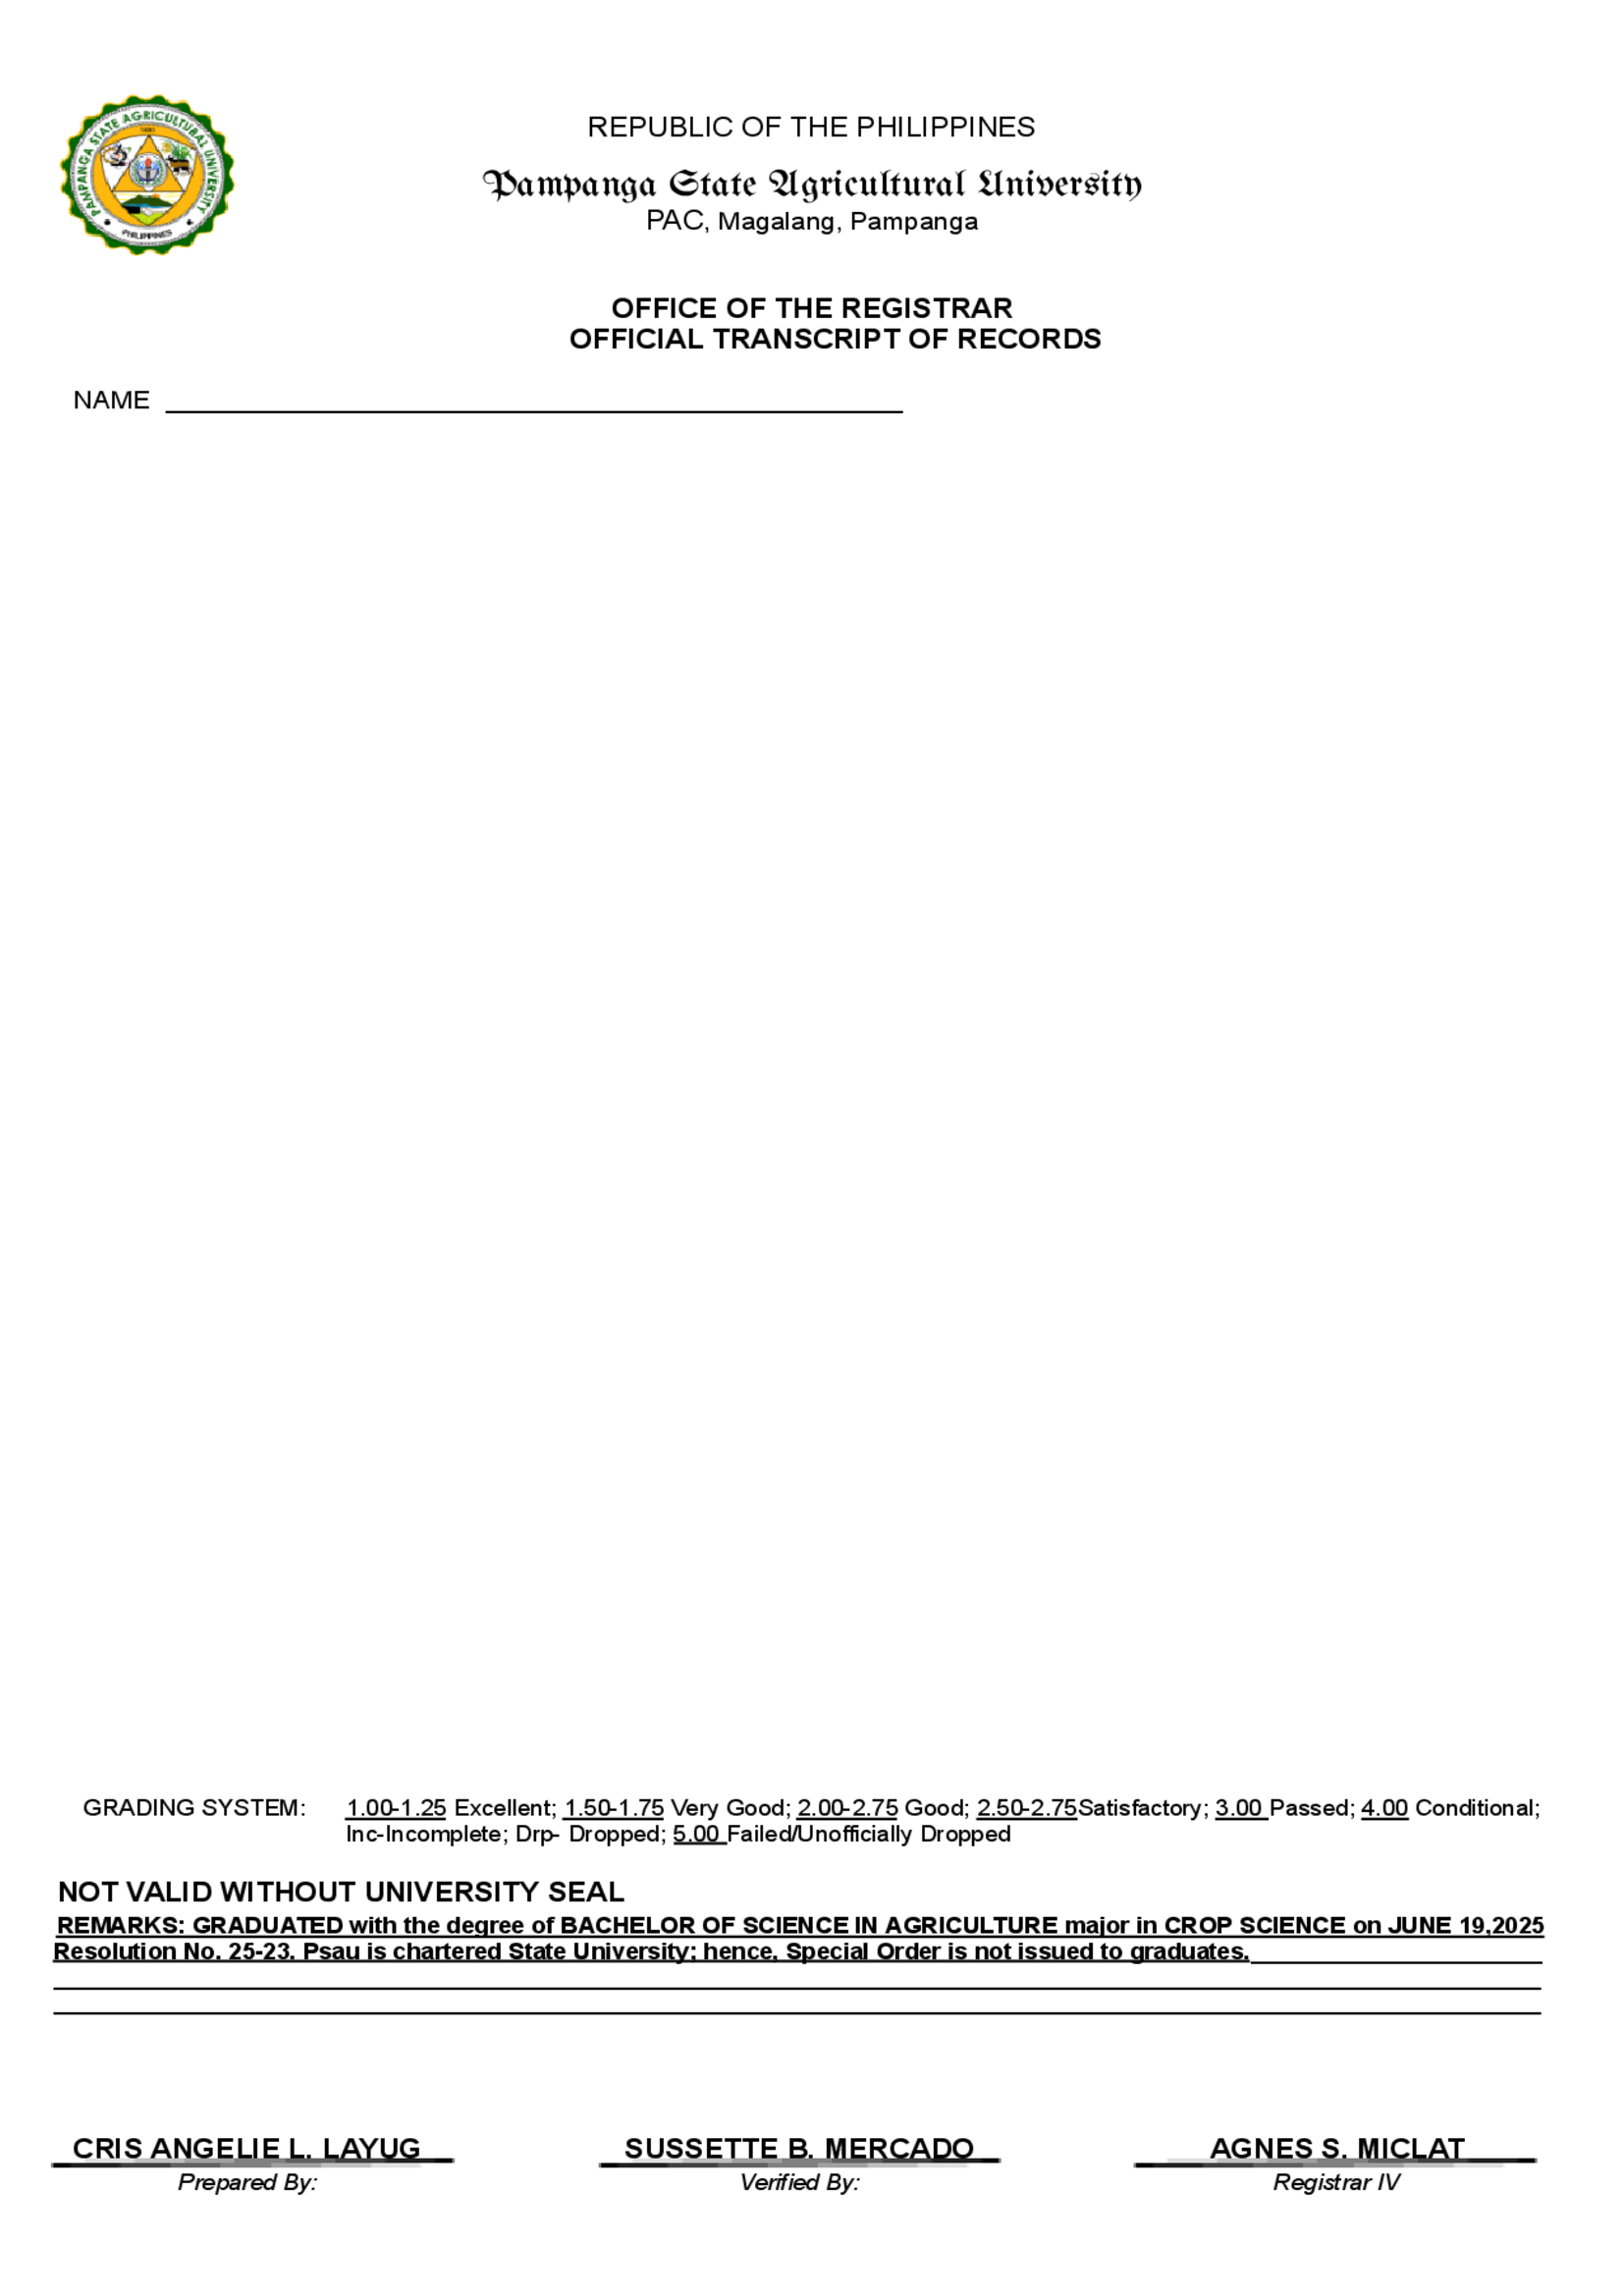 PAMPANGA STATE AGRICULTURAL UNIVERSITY
1885
PHILIPPINES
REPUBLIC OF THE PHILIPPINES
Pampanga State Agricultural University
PAC, Magalang, Pampanga
OFFICE OF THE REGISTRAR
OFFICIAL TRANSCRIPT OF RECORDS
NAME
GRADING SYSTEM: 1.00-1.25 Excellent; 1.50-1.75 Very Good; 2.00-2.75 Good; 2.50-2.75Satisfactory; 3.00 Passed; 4.00 Conditional;
Inc-Incomplete; Drp- Dropped; 5.00 Failed/Unofficially Dropped
NOT VALID WITHOUT UNIVERSITY SEAL
REMARKS: GRADUATED with the degree of BACHELOR OF SCIENCE IN AGRICULTURE major in CROP SCIENCE on JUNE 19,2025
Resolution No. 25-23. Psau is chartered State University; hence, Special Order is not issued to graduates.
CRIS ANGELIE L. LAYUG SUSSETTE B. MERCADO AGNES S. MICLAT
Prepared By: Verified By: Registrar IV